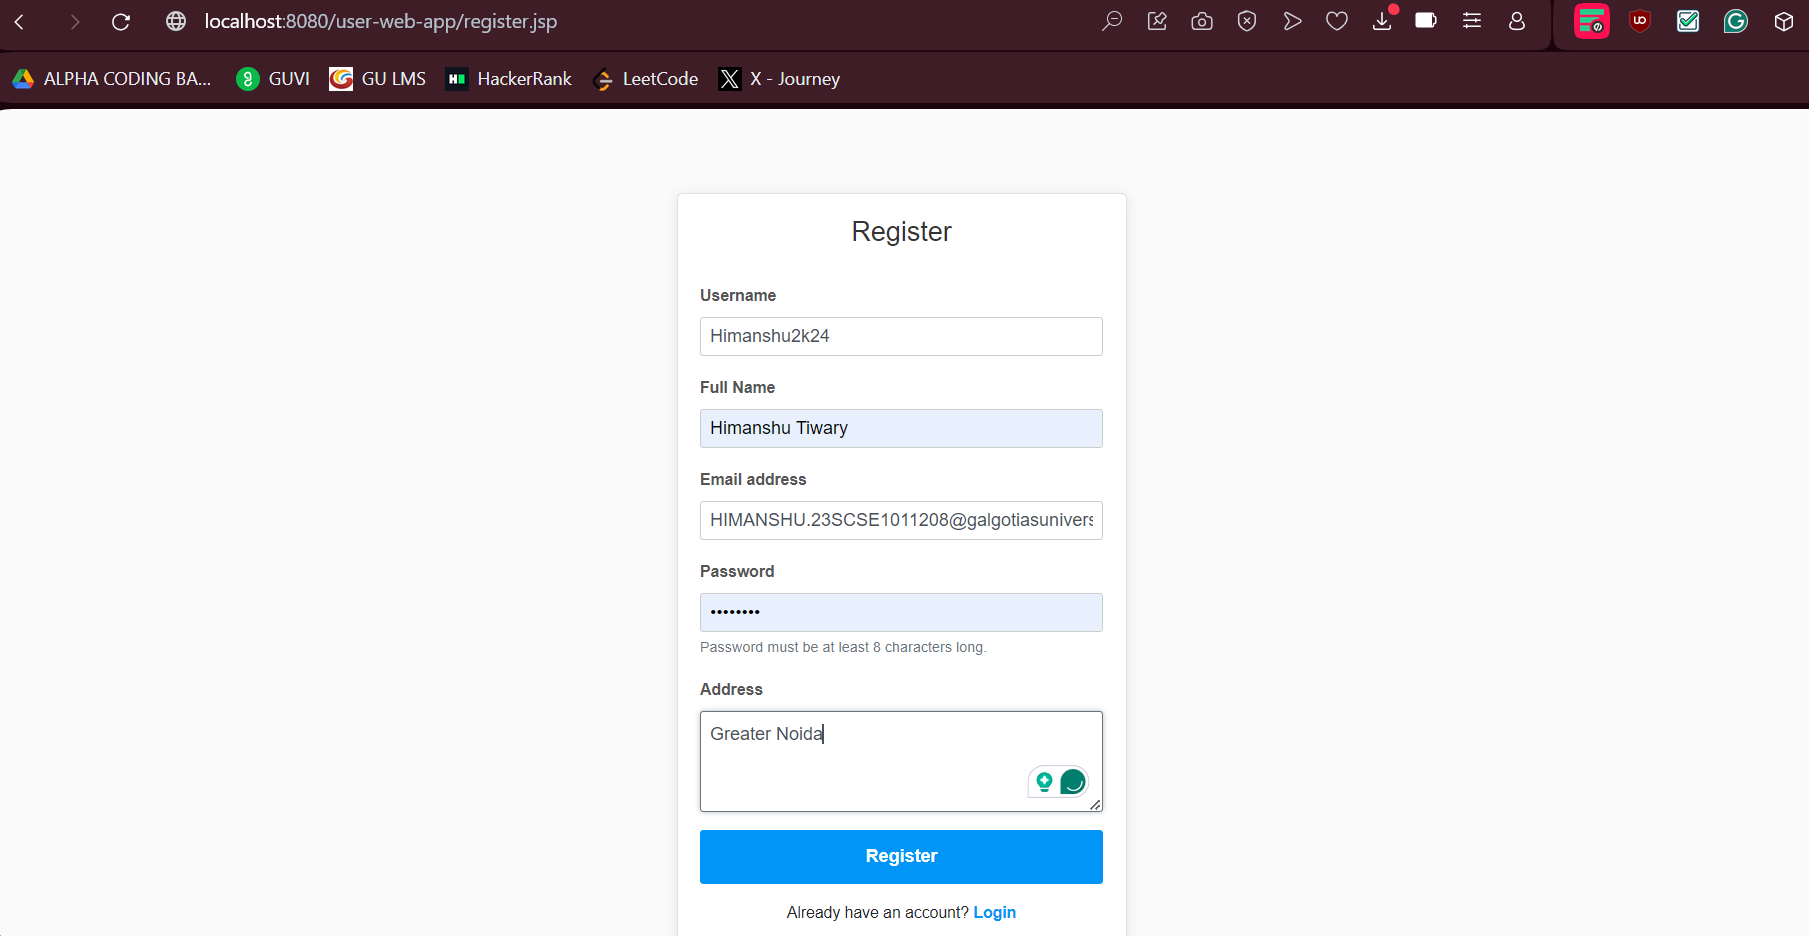 localhost:8080/user-web-app/register.jsp
ALPHA CODING BA...
GUVI
GU LMS
HackerRank
LeetCode
X - Journey
Register
Username
Himanshu2k24
Full Name
Himanshu Tiwary
Email address
HIMANSHU.23SCSE1011208@galgotiasunivers
Password
••••••••
Password must be at least 8 characters long.
Address
Greater Noida
Register
Already have an account? Login